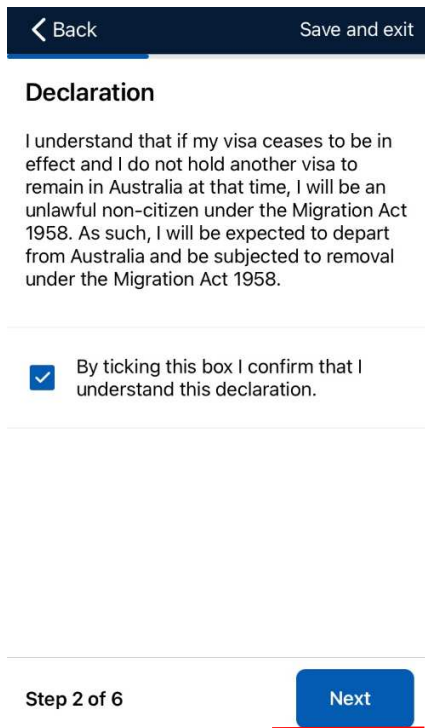 Back
Save and exit
Declaration
I understand that if my visa ceases to be in
effect and I do not hold another visa to
remain in Australia at that time, I will be an
unlawful non-citizen under the Migration Act
1958. As such, I will be expected to depart
from Australia and be subjected to removal
under the Migration Act 1958.
By ticking this box I confirm that I
understand this declaration.
Step 2 of 6
Next